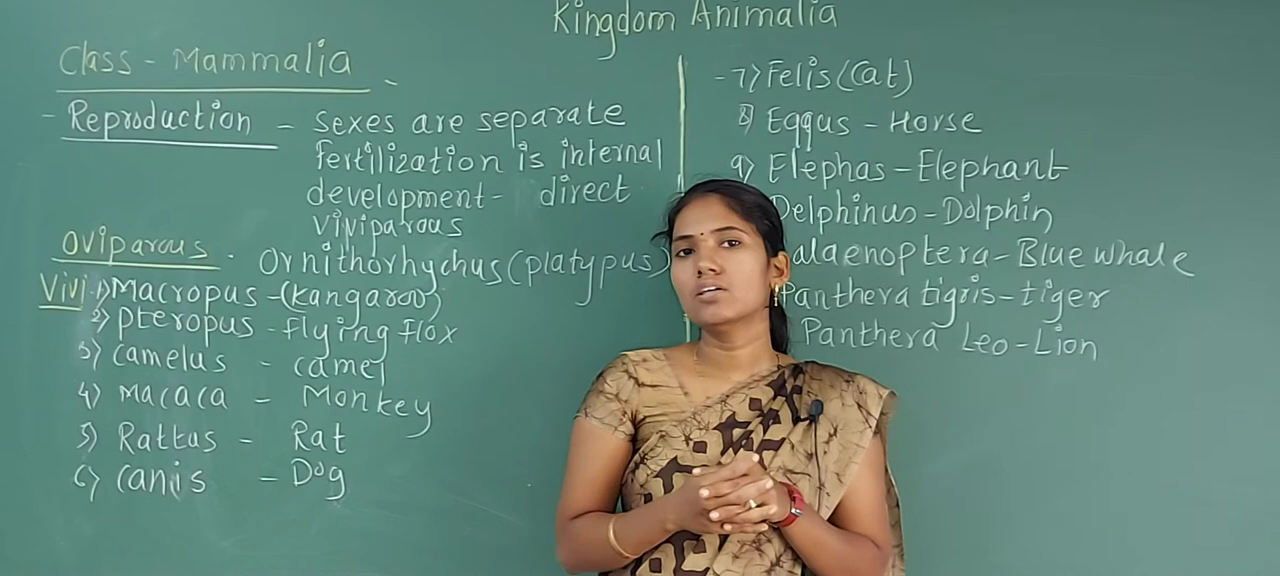 Kingdom Animalia
Class - Mammalia
- Reproduction - sexes are separate
fertilization is internal
development - direct
viviparous
Oviparous - Ornithorhychus (platypus)
Vivi 1) Macropus - (kangaroo)
2) Pteropus - flying flox
3) Camelus - camel
4) Macaca - Monkey
5) Rattus - Rat
6) Canis - Dog
- 7) Felis (Cat)
8) Eqqus - Horse
9) Elephas - Elephant
Delphinus - Dolphin
alaenoptera - Blue whale
Panthera tigris - tiger
Panthera Leo - Lion